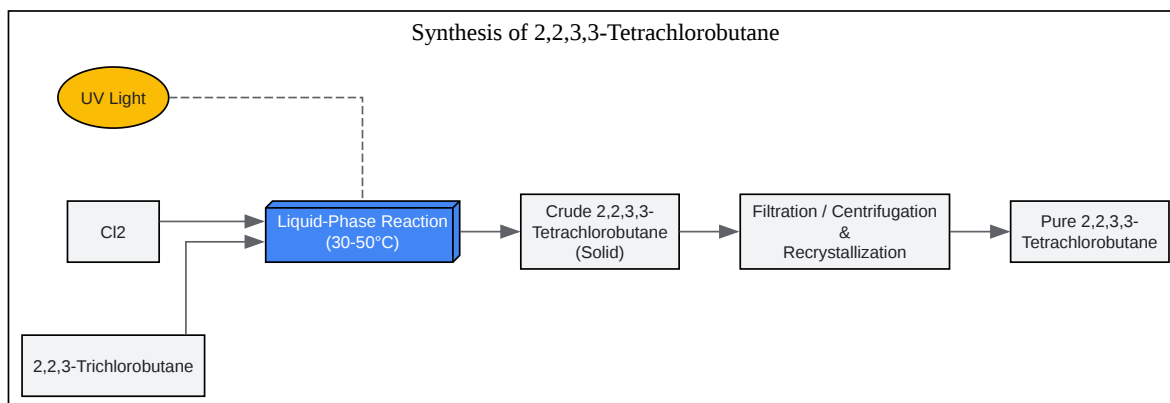 Synthesis of 2,2,3,3-Tetrachlorobutane
UV Light
Cl2
2,2,3-Trichlorobutane
Liquid-Phase Reaction
(30-50°C)
Crude 2,2,3,3-
Tetrachlorobutane
(Solid)
Filtration / Centrifugation
&
Recrystallization
Pure 2,2,3,3-
Tetrachlorobutane